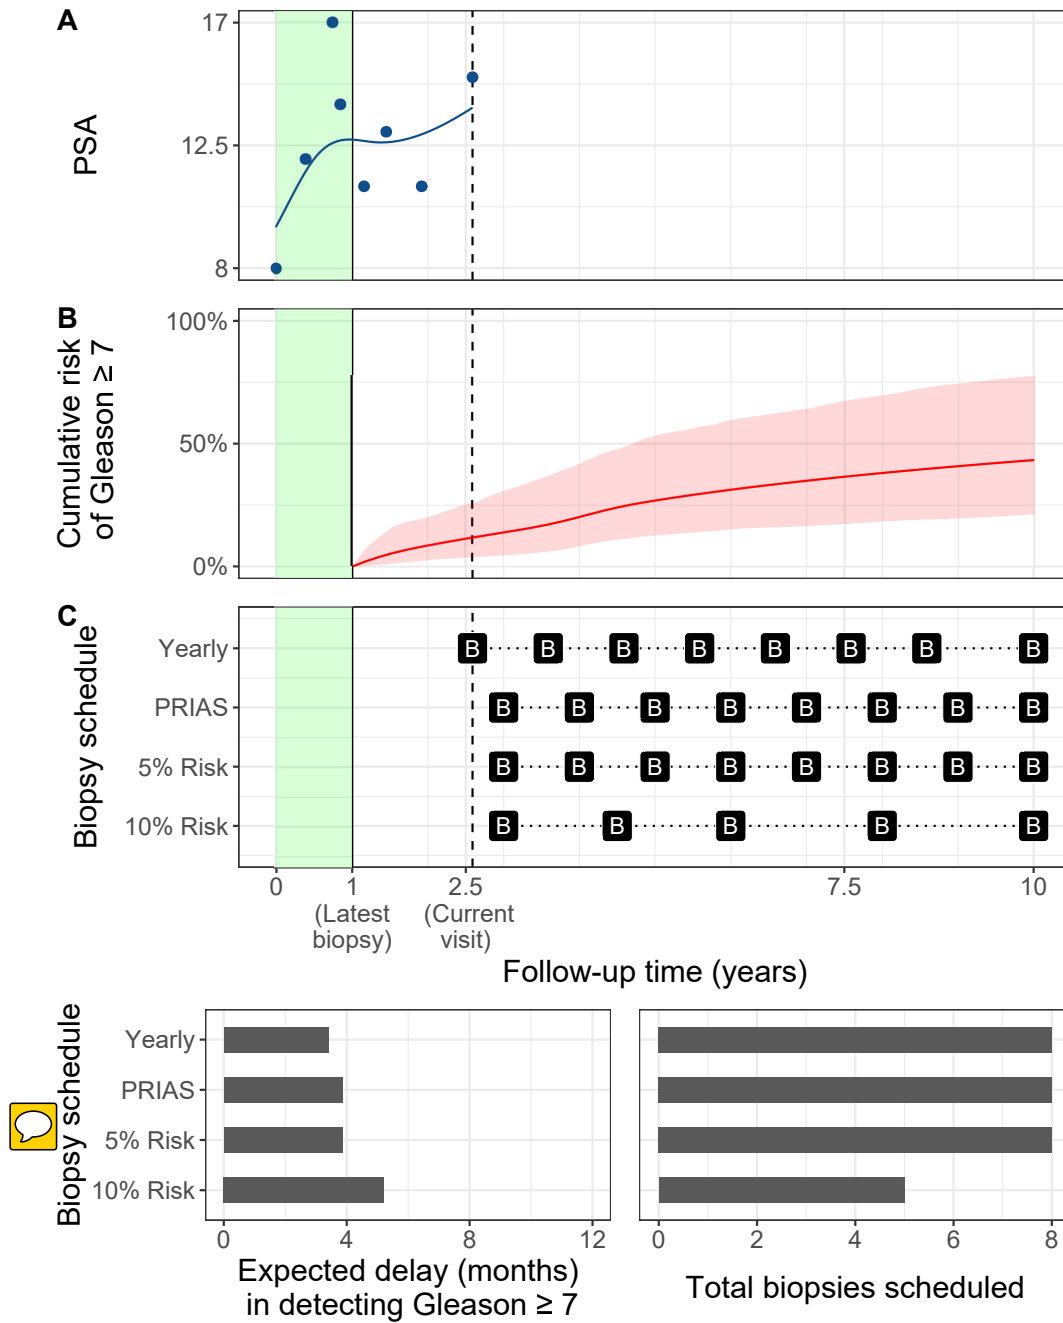 A
17
12.5
8
PSA
B
100%
50%
0%
Cumulative risk
of Gleason ≥ 7
C
Biopsy schedule
Yearly B B B B B B B B
PRIAS B B B B B B B B
5% Risk B B B B B B B B
10% Risk B B B B B
0 1 2.5 7.5 10
(Latest (Current
biopsy) visit)
Follow-up time (years)
Biopsy schedule
Yearly
PRIAS
5% Risk
10% Risk
0 4 8 12
Expected delay (months)
in detecting Gleason ≥ 7
0 2 4 6 8
Total biopsies scheduled